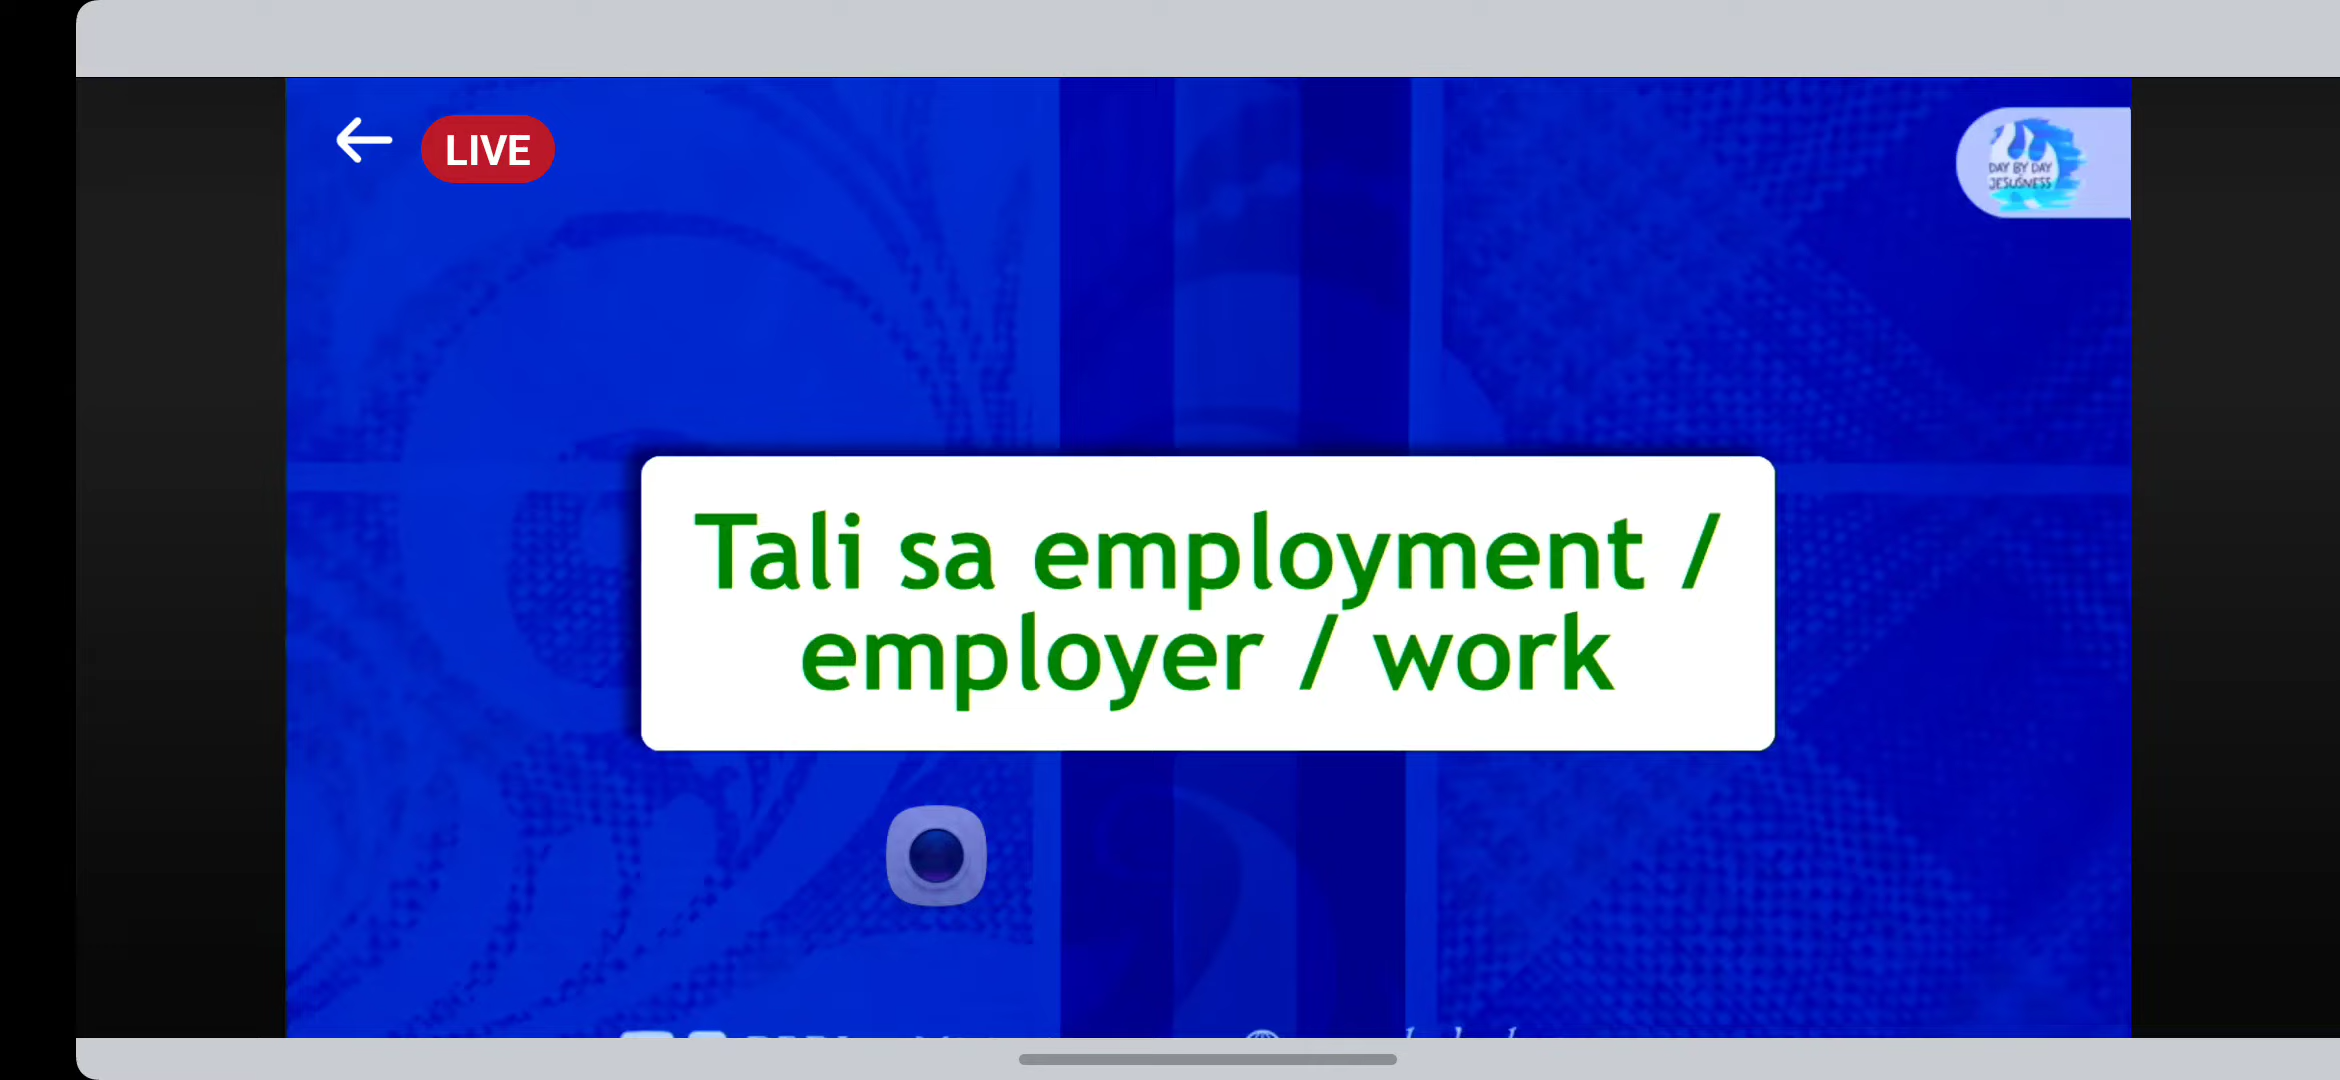 LIVE
DAY BY DAY
JESUSNESS
Tali sa employment /
employer / work